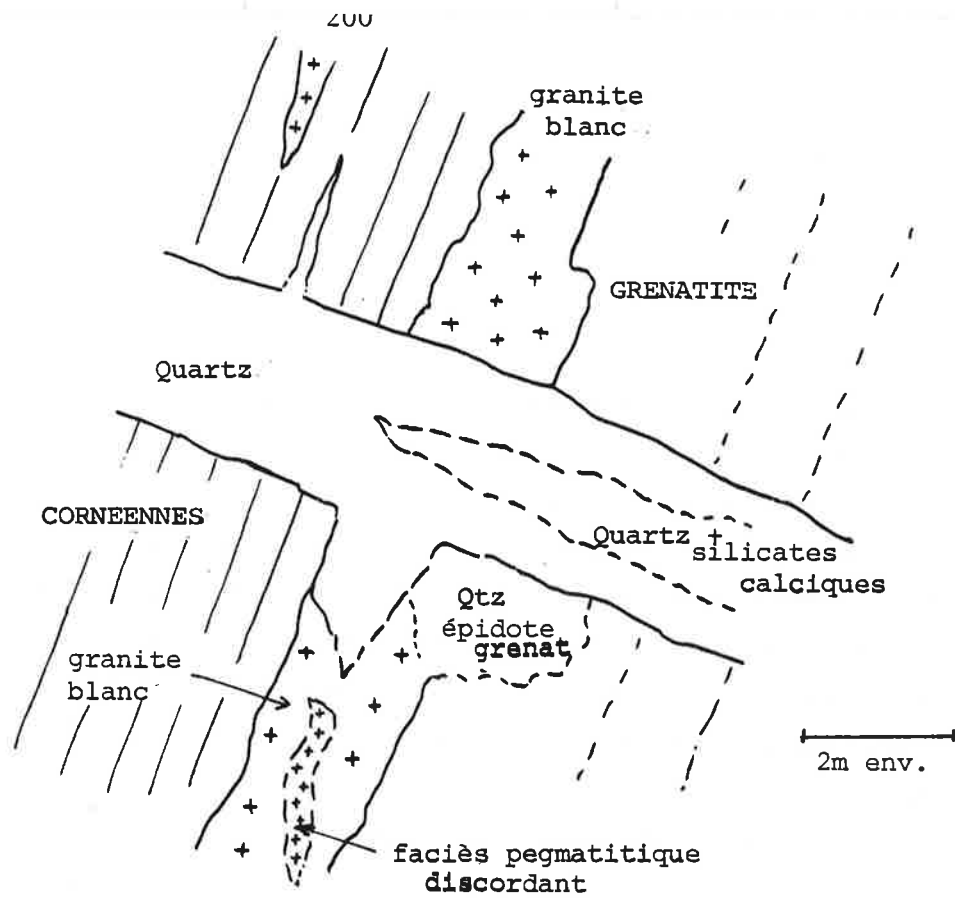 granite
blanc
GRENATITE
Quartz
CORNEENNES
Quartz +
silicates
calciques
Qtz
épidote
grenat
granite
blanc
2m env.
faciès pegmatitique
discordant